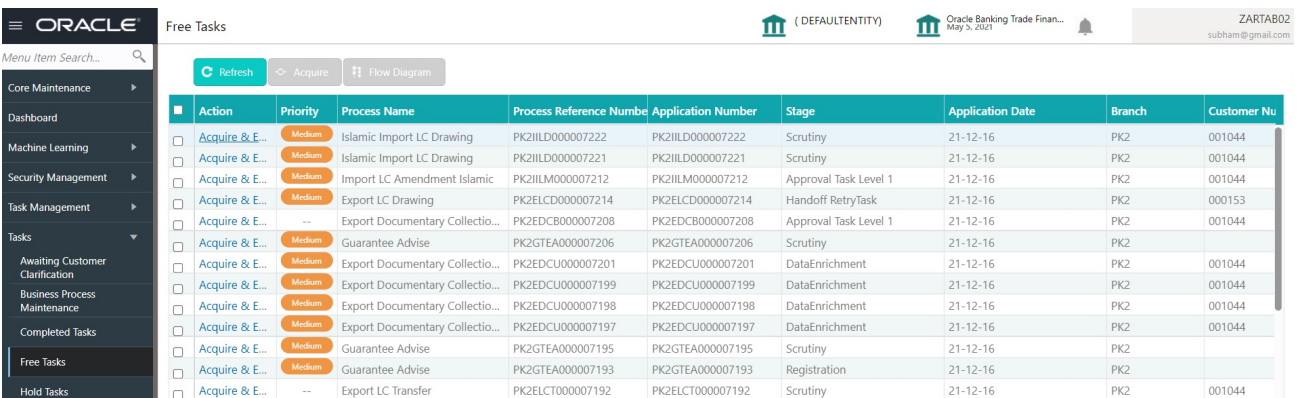 ORACLE
Free Tasks
( DEFAULTENTITY)
Oracle Banking Trade Finan...
May 5, 2021
ZARTAB02
subham@gmail.com
Menu Item Search...
Core Maintenance
Dashboard
Machine Learning
Security Management
Task Management
Tasks
Awaiting Customer
Clarification
Business Process
Maintenance
Completed Tasks
Free Tasks
Hold Tasks
Refresh Acquire Flow Diagram
Action Priority Process Name Process Reference Numbe Application Number Stage Application Date Branch Customer Nu
Acquire & E... Medium Islamic Import LC Drawing PK2IILD000007222 PK2IILD000007222 Scrutiny 21-12-16 PK2 001044
Acquire & E... Medium Islamic Import LC Drawing PK2IILD000007221 PK2IILD000007221 Scrutiny 21-12-16 PK2 001044
Acquire & E... Medium Import LC Amendment Islamic PK2IILM000007212 PK2IILM000007212 Approval Task Level 1 21-12-16 PK2 001044
Acquire & E... Medium Export LC Drawing PK2ELCD000007214 PK2ELCD000007214 Handoff RetryTask 21-12-16 PK2 000153
Acquire & E... -- Export Documentary Collectio... PK2EDCB000007208 PK2EDCB000007208 Approval Task Level 1 21-12-16 PK2 001044
Acquire & E... Medium Guarantee Advise PK2GTEA000007206 PK2GTEA000007206 Scrutiny 21-12-16 PK2
Acquire & E... Medium Export Documentary Collectio... PK2EDCU000007201 PK2EDCU000007201 DataEnrichment 21-12-16 PK2 001044
Acquire & E... Medium Export Documentary Collectio... PK2EDCU000007199 PK2EDCU000007199 DataEnrichment 21-12-16 PK2 001044
Acquire & E... Medium Export Documentary Collectio... PK2EDCU000007198 PK2EDCU000007198 DataEnrichment 21-12-16 PK2 001044
Acquire & E... Medium Export Documentary Collectio... PK2EDCU000007197 PK2EDCU000007197 DataEnrichment 21-12-16 PK2 001044
Acquire & E... Medium Guarantee Advise PK2GTEA000007195 PK2GTEA000007195 Scrutiny 21-12-16 PK2
Acquire & E... Medium Guarantee Advise PK2GTEA000007193 PK2GTEA000007193 Registration 21-12-16 PK2
Acquire & E... -- Export LC Transfer PK2ELCT000007192 PK2ELCT000007192 Scrutiny 21-12-16 PK2 001044